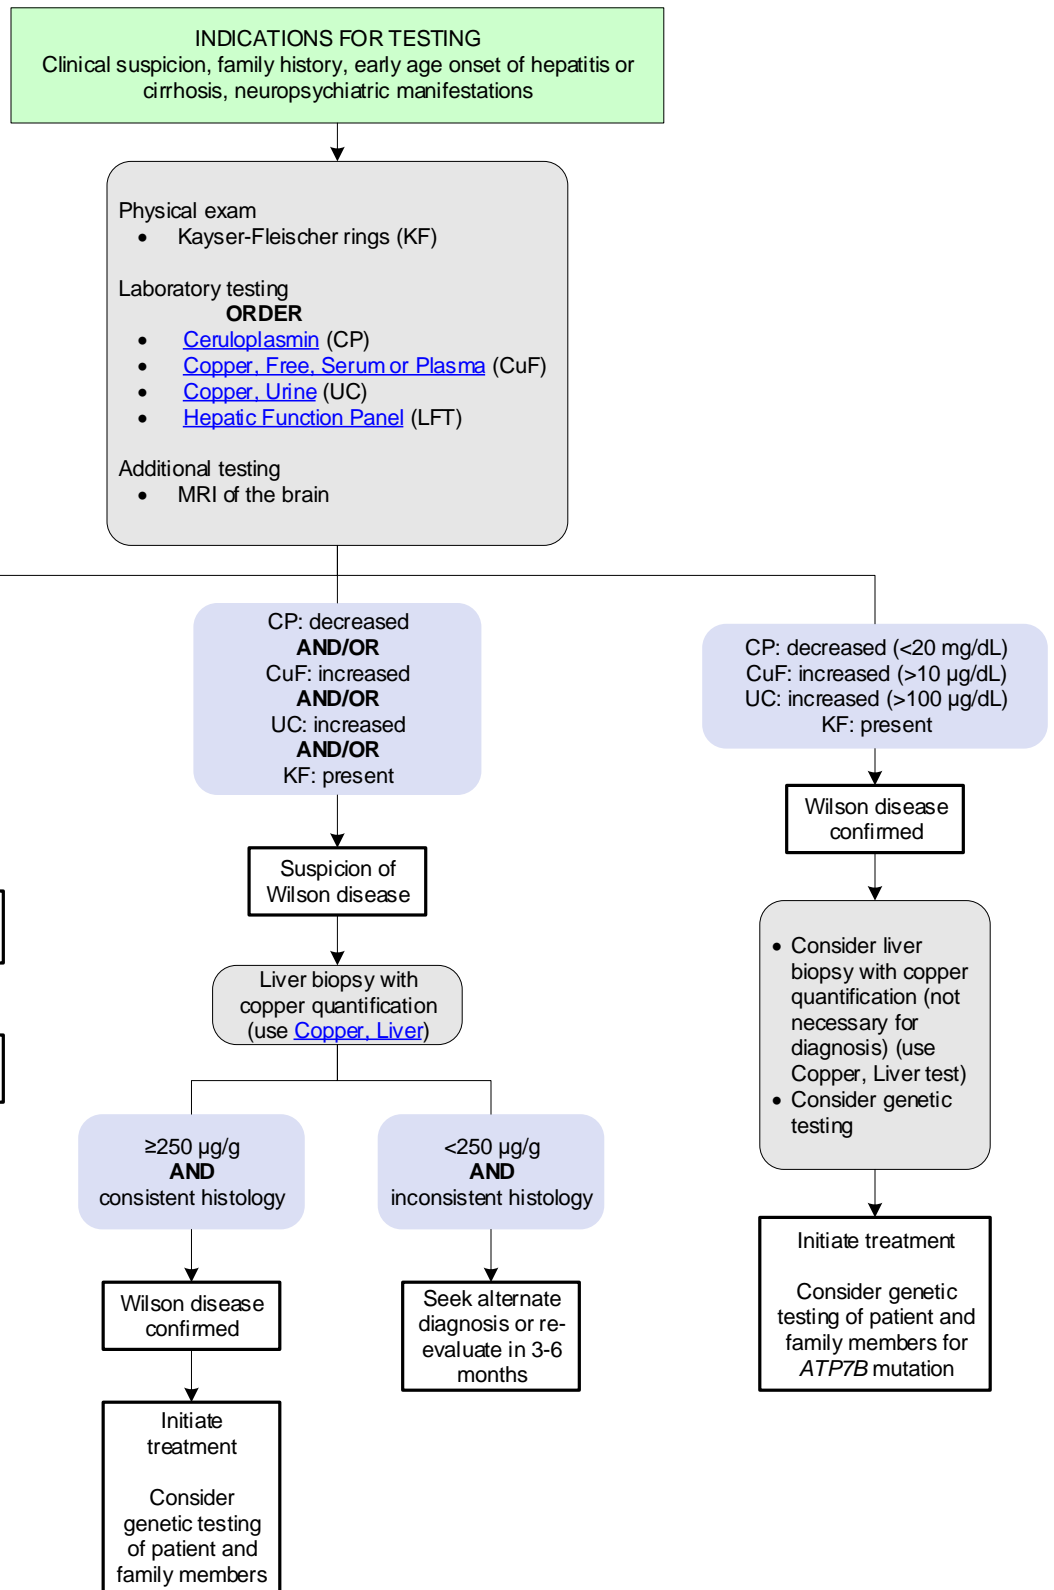 INDICATIONS FOR TESTING
Clinical suspicion, family history, early age onset of hepatitis or
cirrhosis, neuropsychiatric manifestations
Physical exam
• Kayser-Fleischer rings (KF)
Laboratory testing
ORDER
• Ceruloplasmin (CP)
• Copper, Free, Serum or Plasma (CuF)
• Copper, Urine (UC)
• Hepatic Function Panel (LFT)
Additional testing
• MRI of the brain
CP: decreased
AND/OR
CuF: increased
AND/OR
UC: increased
AND/OR
KF: present
Suspicion of
Wilson disease
Liver biopsy with
copper quantification
(use Copper, Liver)
≥250 µg/g
AND
consistent histology
Wilson disease
confirmed
Initiate
treatment
Consider
genetic testing
of patient and
family members
<250 µg/g
AND
inconsistent histology
Seek alternate
diagnosis or re-
evaluate in 3-6
months
CP: decreased (<20 mg/dL)
CuF: increased (>10 µg/dL)
UC: increased (>100 µg/dL)
KF: present
Wilson disease
confirmed
• Consider liver
biopsy with copper
quantification (not
necessary for
diagnosis) (use
Copper, Liver test)
• Consider genetic
testing
Initiate treatment
Consider genetic
testing of patient and
family members for
ATP7B mutation